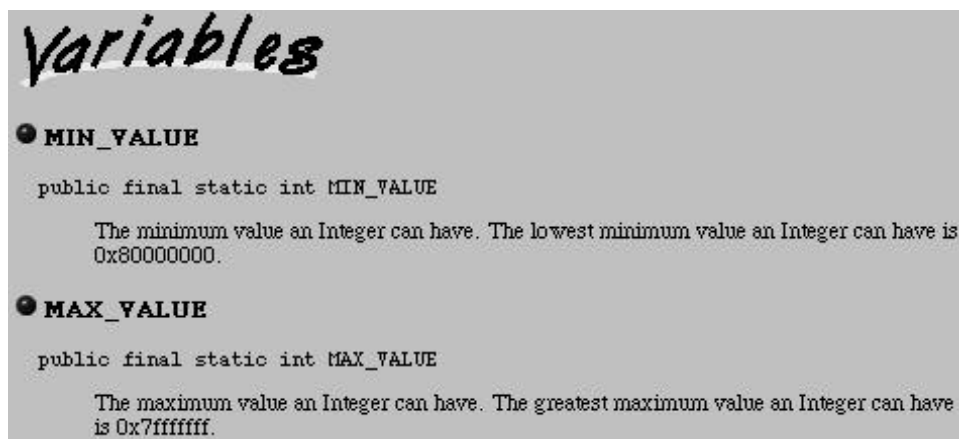 Variables
MIN_VALUE
public final static int MIN_VALUE
The minimum value an Integer can have. The lowest minimum value an Integer can have is
0x80000000.
MAX_VALUE
public final static int MAX_VALUE
The maximum value an Integer can have. The greatest maximum value an Integer can have
is 0x7fffffff.